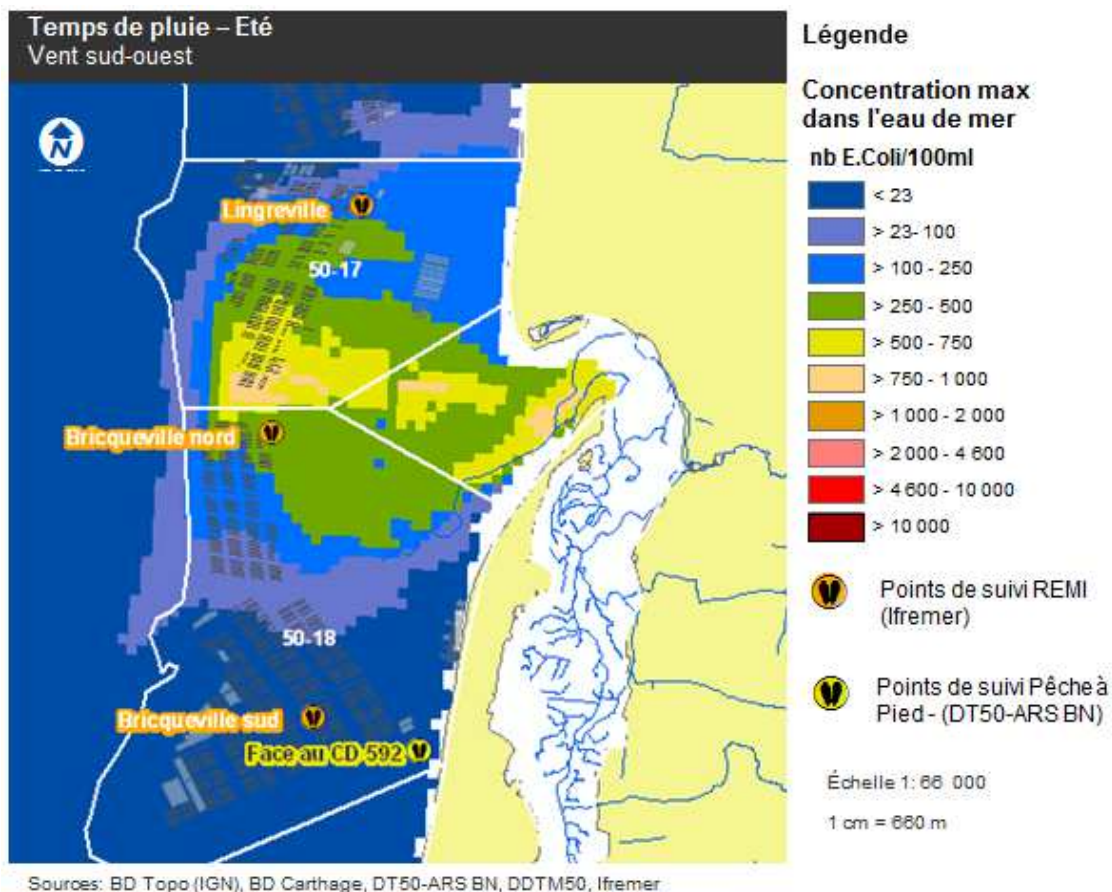 Temps de pluie – Eté
Vent sud-ouest
N
Lingreville
50-17
Bricqueville nord
50-18
Bricqueville sud
Face au CD 592
Légende
Concentration max
dans l'eau de mer
nb E.Coli/100ml
< 23
> 23- 100
> 100 - 250
> 250 - 500
> 500 - 750
> 750 - 1 000
> 1 000 - 2 000
> 2 000 - 4 600
> 4 600 - 10 000
> 10 000
Points de suivi REMI
(Ifremer)
Points de suivi Pêche à
Pied - (DT50-ARS BN)
Échelle 1: 66 000
1 cm = 660 m
Sources: BD Topo (IGN), BD Carthage, DT50-ARS BN, DDTM50, Ifremer